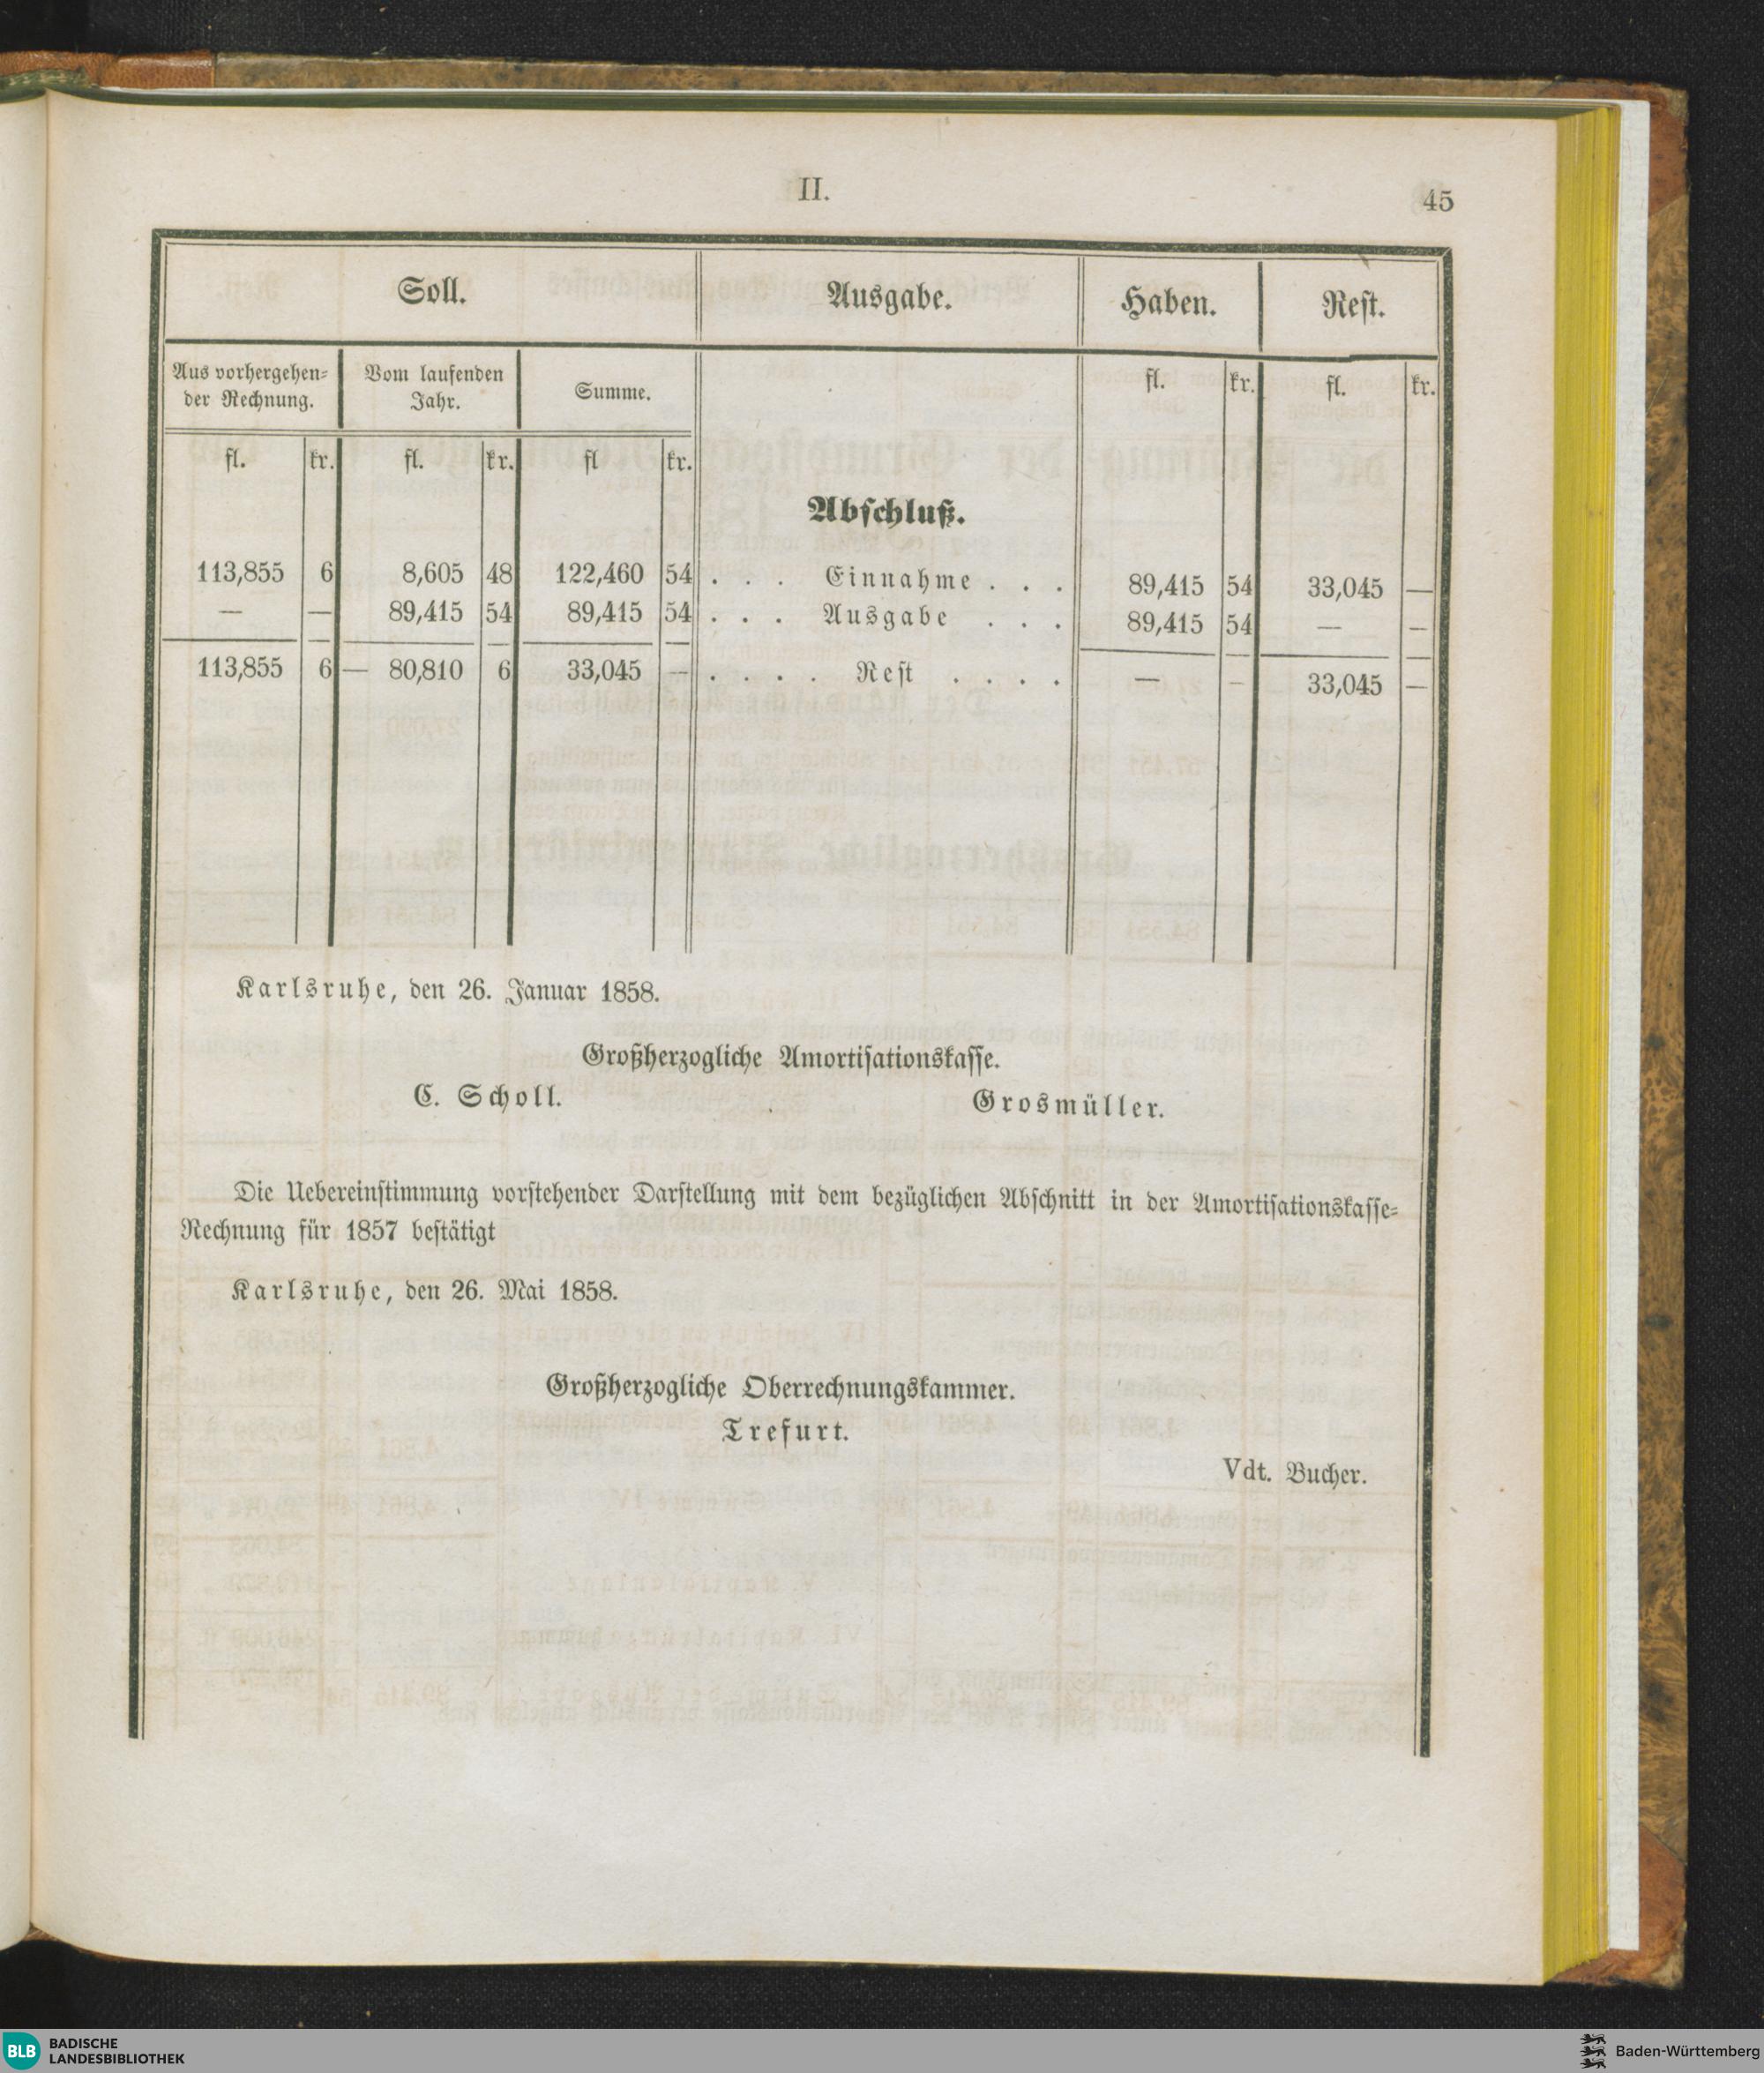 II.
45
Soll. Ausgabe. Haben. Rest.
Aus vorhergehen-
der Rechnung.
Vom laufenden
Jahr.
Summe.
fl. kr. fl. kr.
fl. kr. fl. kr. fl kr.
Abschluß.
113,855 6 8,605 48 122,460 54 . . . Einnahme . . . 89,415 54 33,045 —
— — 89,415 54 89,415 54 . . . Ausgabe . . . 89,415 54 — —
113,855 6 — 80,810 6 33,045 — . . . . Rest . . . . — — 33,045 —
Karlsruhe, den 26. Januar 1858.
Großherzogliche Amortisationskasse.
C. Scholl. Grosmüller.
Die Uebereinstimmung vorstehender Darstellung mit dem bezüglichen Abschnitt in der Amortisationskasse-
Rechnung für 1857 bestätigt
Karlsruhe, den 26. Mai 1858.
Großherzogliche Oberrechnungskammer.
Trefurt.
Vdt. Bucher.
BLB BADISCHE
LANDESBIBLIOTHEK
Baden-Württemberg